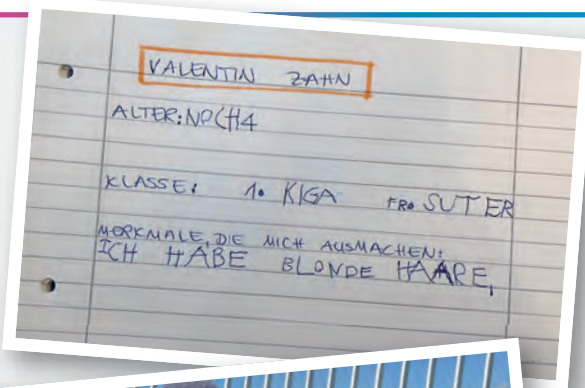 VALENTIN ZAHN
ALTER: NOCH 4
KLASSE: 1. KIGA FR. SUTER
MERKMALE, DIE MICH AUSMACHEN:
ICH HABE BLONDE HAARE,